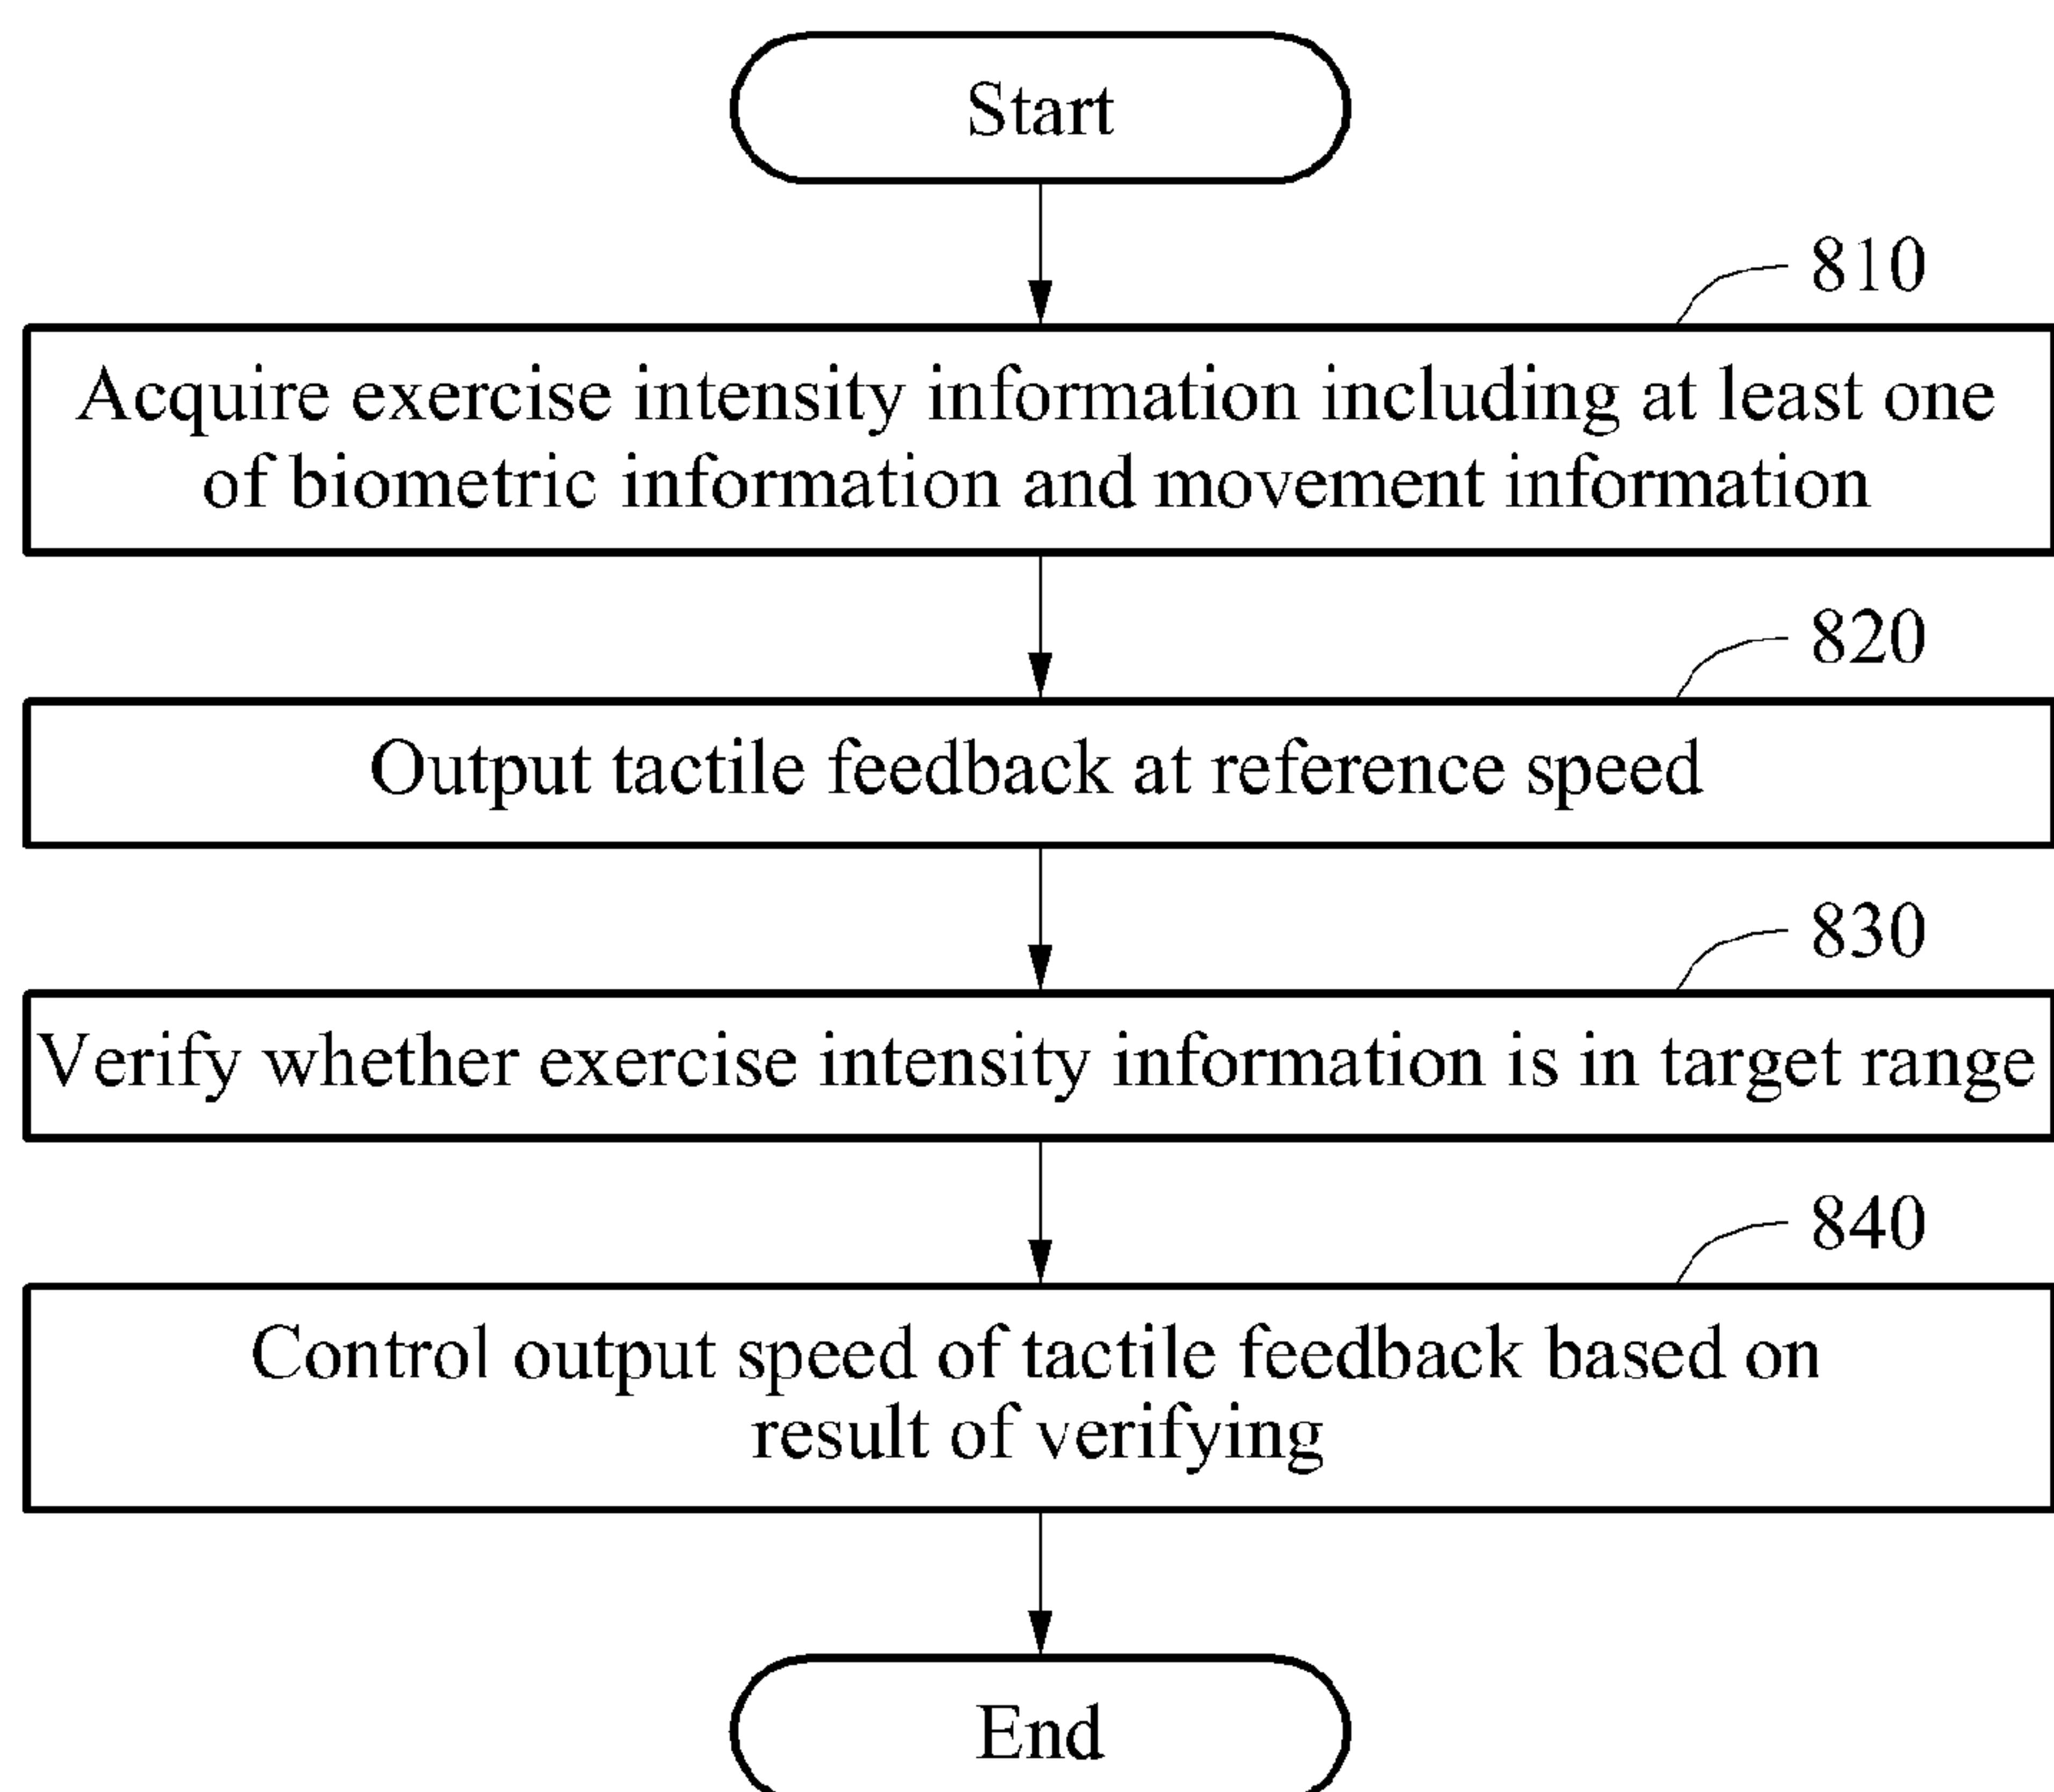 Start
810
Acquire exercise intensity information including at least one
of biometric information and movement information
820
Output tactile feedback at reference speed
830
Verify whether exercise intensity information is in target range
840
Control output speed of tactile feedback based on
result of verifying
End